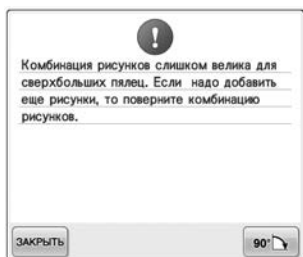 Комбинация рисунков слишком велика для
сверхбольших пялец. Если надо добавить
еще рисунки, то поверните комбинацию
рисунков.
ЗАКРЫТЬ
90°